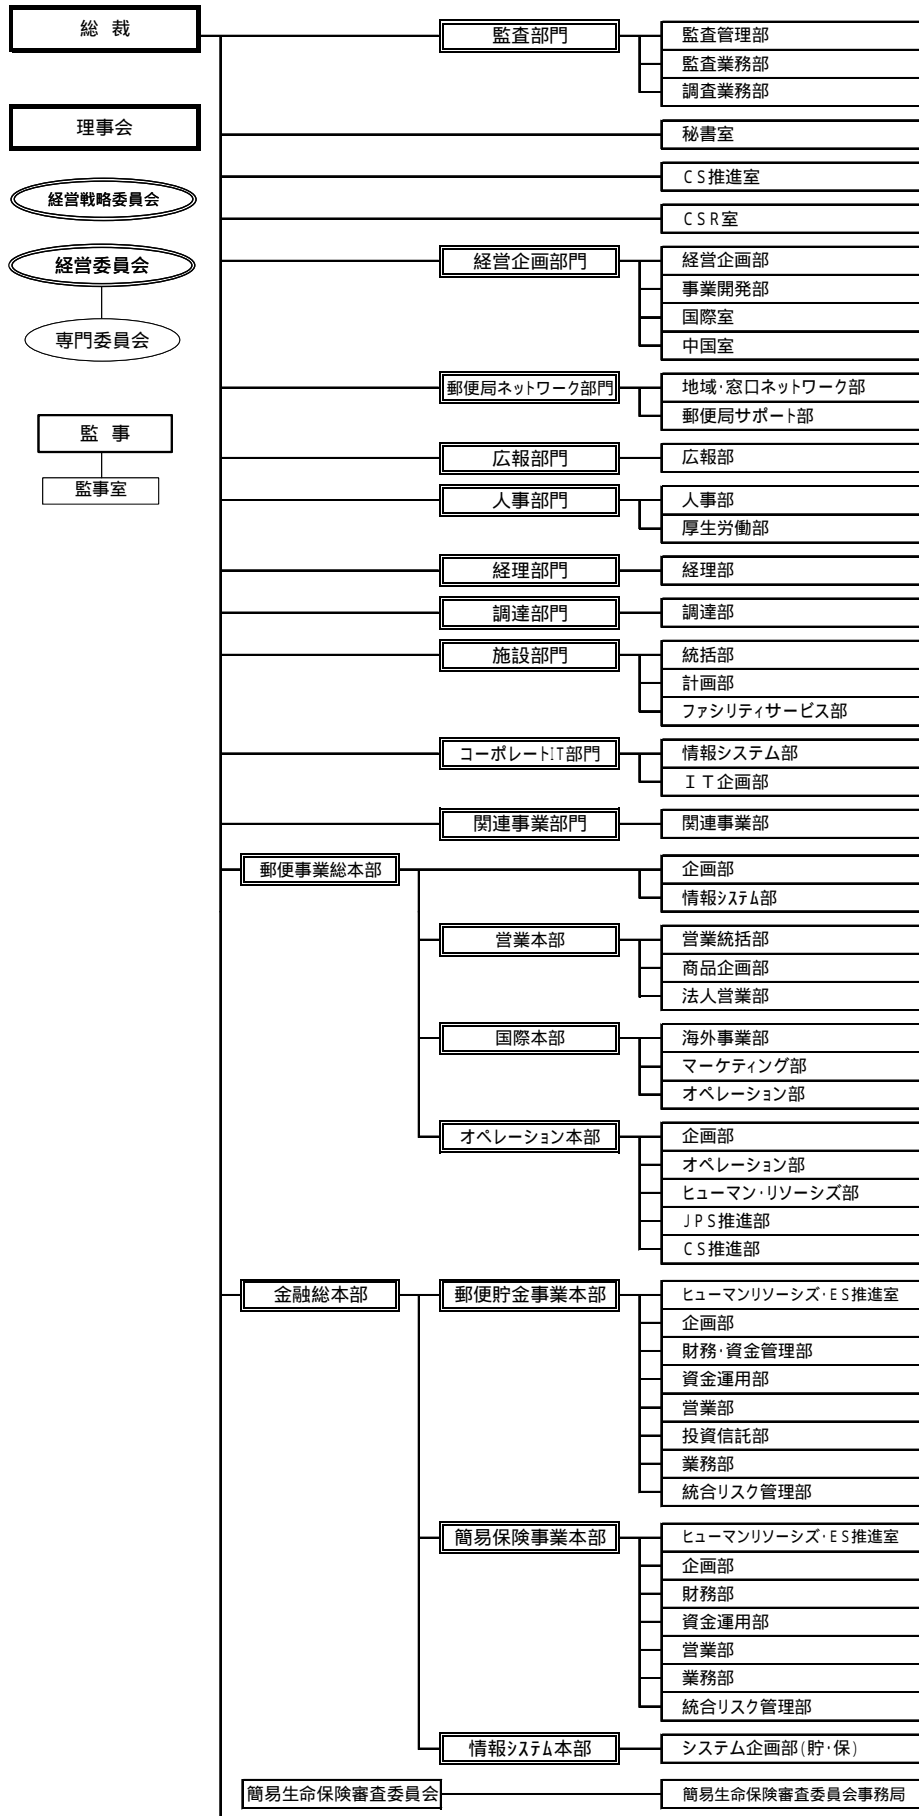 総 裁
理事会
経営戦略委員会
経営委員会
専門委員会
監 事
監事室
監査部門
監査管理部
監査業務部
調査業務部
秘書室
CS推進室
CSR室
経営企画部門
経営企画部
事業開発部
国際室
中国室
郵便局ネットワーク部門
地域・窓口ネットワーク部
郵便局サポート部
広報部門
広報部
人事部門
人事部
厚生労働部
経理部門
経理部
調達部門
調達部
施設部門
統括部
計画部
ファシリティサービス部
コーポレートIT部門
情報システム部
IT企画部
関連事業部門
関連事業部
郵便事業総本部
企画部
情報システム部
営業本部
営業統括部
商品企画部
法人営業部
国際本部
海外事業部
マーケティング部
オペレーション部
オペレーション本部
企画部
オペレーション部
ヒューマン・リソーシズ部
JPS推進部
CS推進部
金融総本部
郵便貯金事業本部
ヒューマンリソーシズ・ES推進室
企画部
財務・資金管理部
資金運用部
営業部
投資信託部
業務部
統合リスク管理部
簡易保険事業本部
ヒューマンリソーシズ・ES推進室
企画部
財務部
資金運用部
営業部
業務部
統合リスク管理部
情報システム本部
システム企画部(貯・保)
簡易生命保険審査委員会
簡易生命保険審査委員会事務局